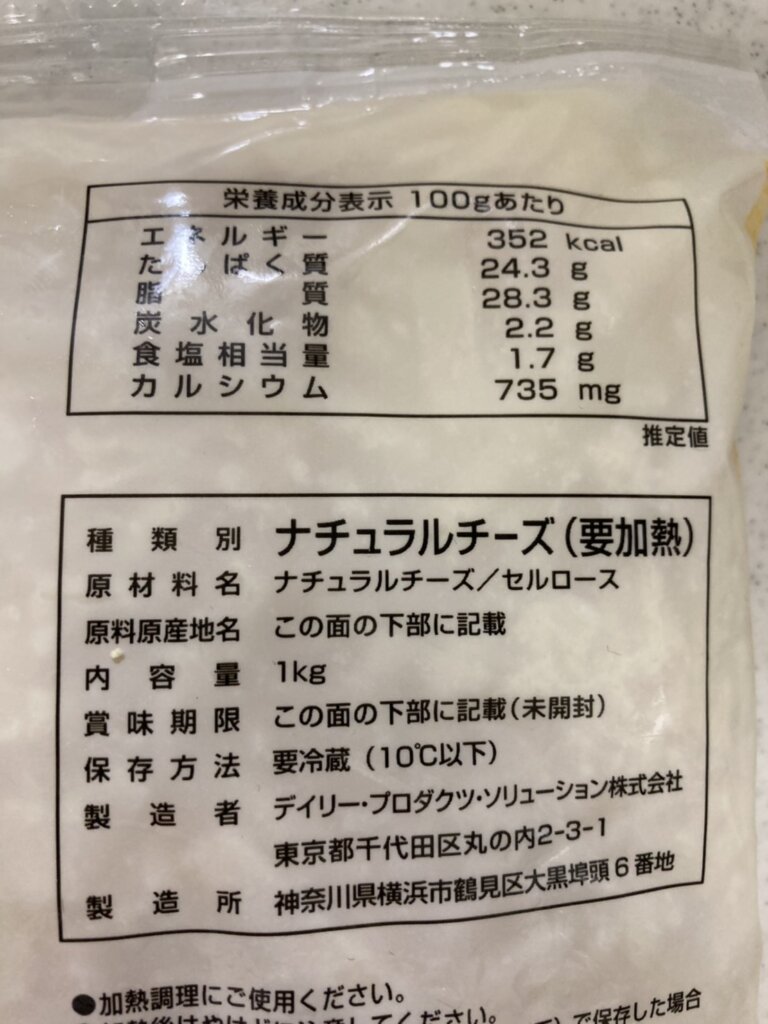 栄養成分表示 100gあたり
エネルギー 352 kcal
たんぱく質 24.3 g
脂質 28.3 g
炭水化物 2.2 g
食塩相当量 1.7 g
カルシウム 735 mg
推定値
種類別 ナチュラルチーズ(要加熱)
原材料名 ナチュラルチーズ/セルロース
原料原産地名 この面の下部に記載
内容量 1kg
賞味期限 この面の下部に記載(未開封)
保存方法 要冷蔵(10℃以下)
製造者 デイリー・プロダクツ・ソリューション株式会社
東京都千代田区丸の内2-3-1
製造所 神奈川県横浜市鶴見区大黒埠頭6番地
●加熱調理にご使用ください。
してください。 で保存した場合